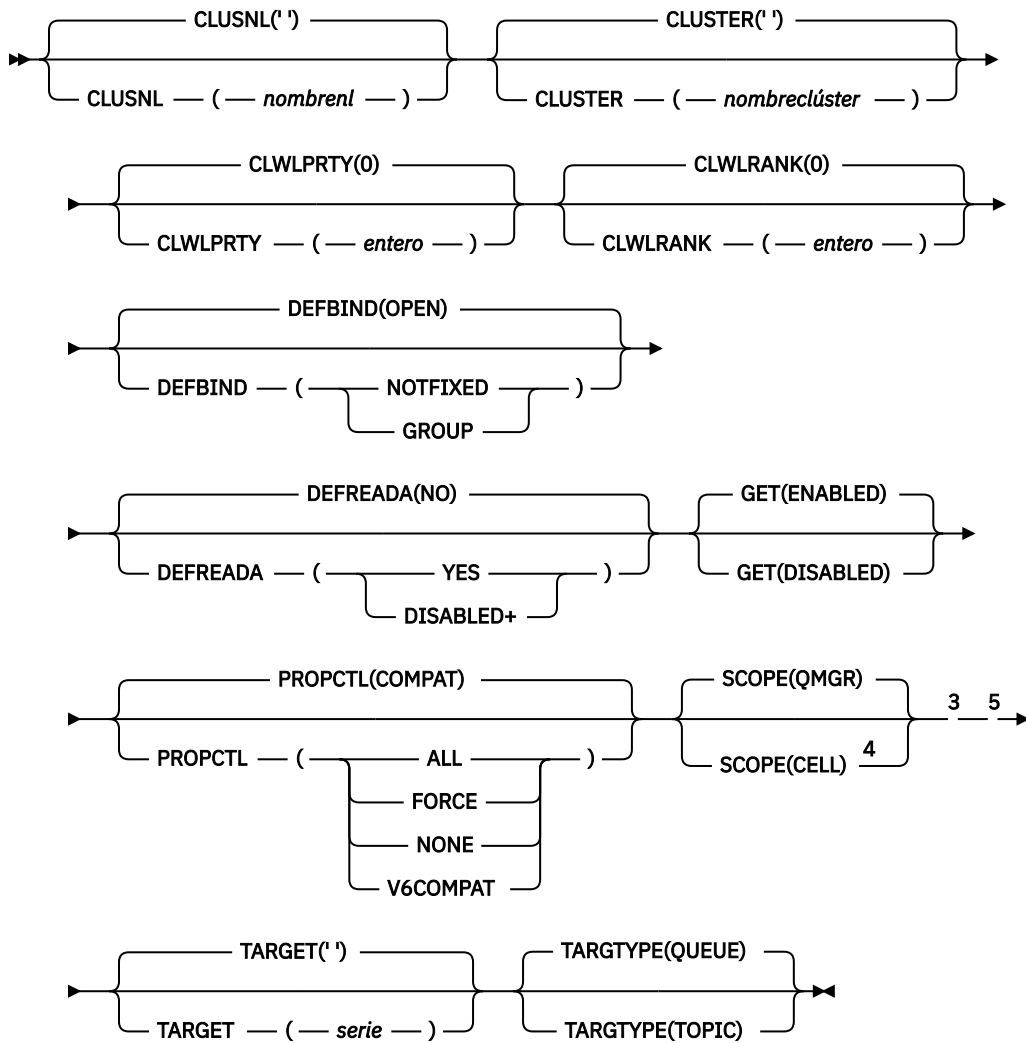 CLUSNL(' ') CLUSTER(' ')
CLUSNL ( nombrenl ) CLUSTER ( nombreclúster )
CLWLPRTY(0) CLWLRANK(0)
CLWLPRTY ( entero ) CLWLRANK ( entero )
DEFBIND(OPEN)
DEFBIND ( NOTFIXED )
GROUP
DEFREADA(NO) GET(ENABLED)
DEFREADA ( YES ) GET(DISABLED)
DISABLED+
PROPCTL(COMPAT) SCOPE(QMGR) 3 5
PROPCTL ( ALL ) SCOPE(CELL) 4
FORCE
NONE
V6COMPAT
TARGET(' ') TARGTYPE(QUEUE)
TARGET ( serie ) TARGTYPE(TOPIC)